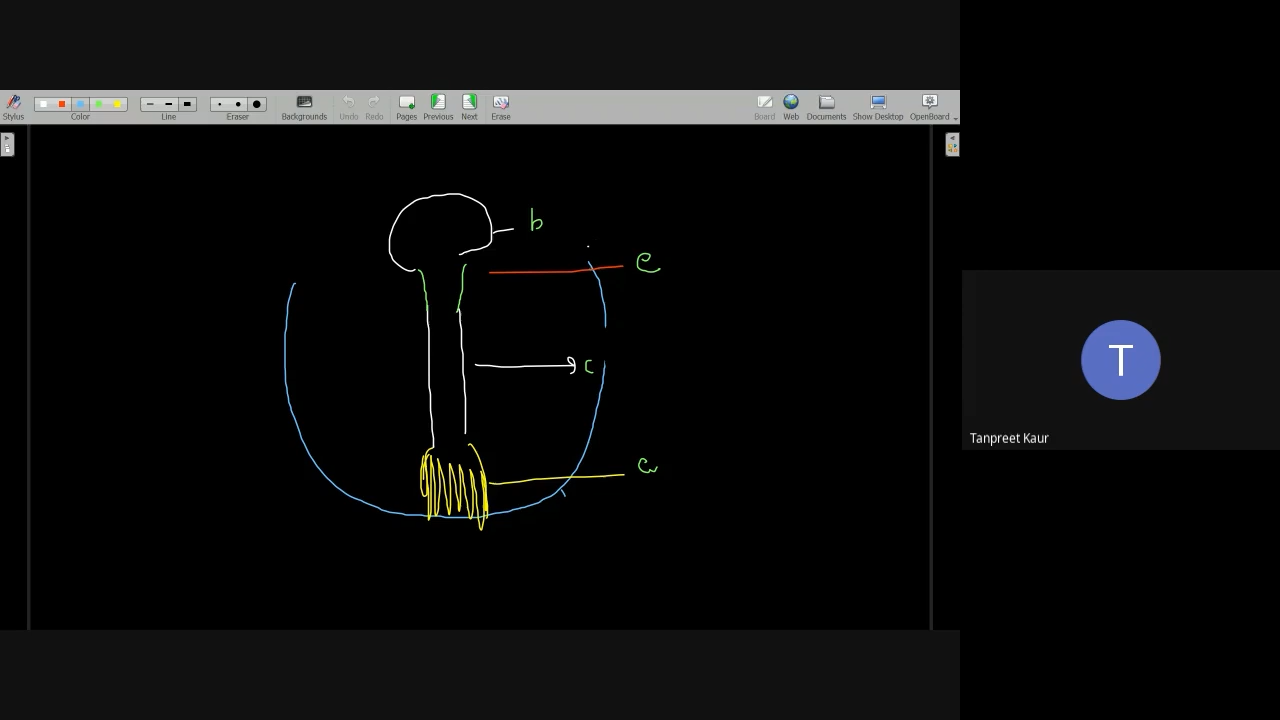 Stylus
Color
Line
Eraser
Backgrounds
Undo
Redo
Pages
Previous
Next
Erase
Board
Web
Documents
Show Desktop
OpenBoard
b
e
c
a
T
Tanpreet Kaur